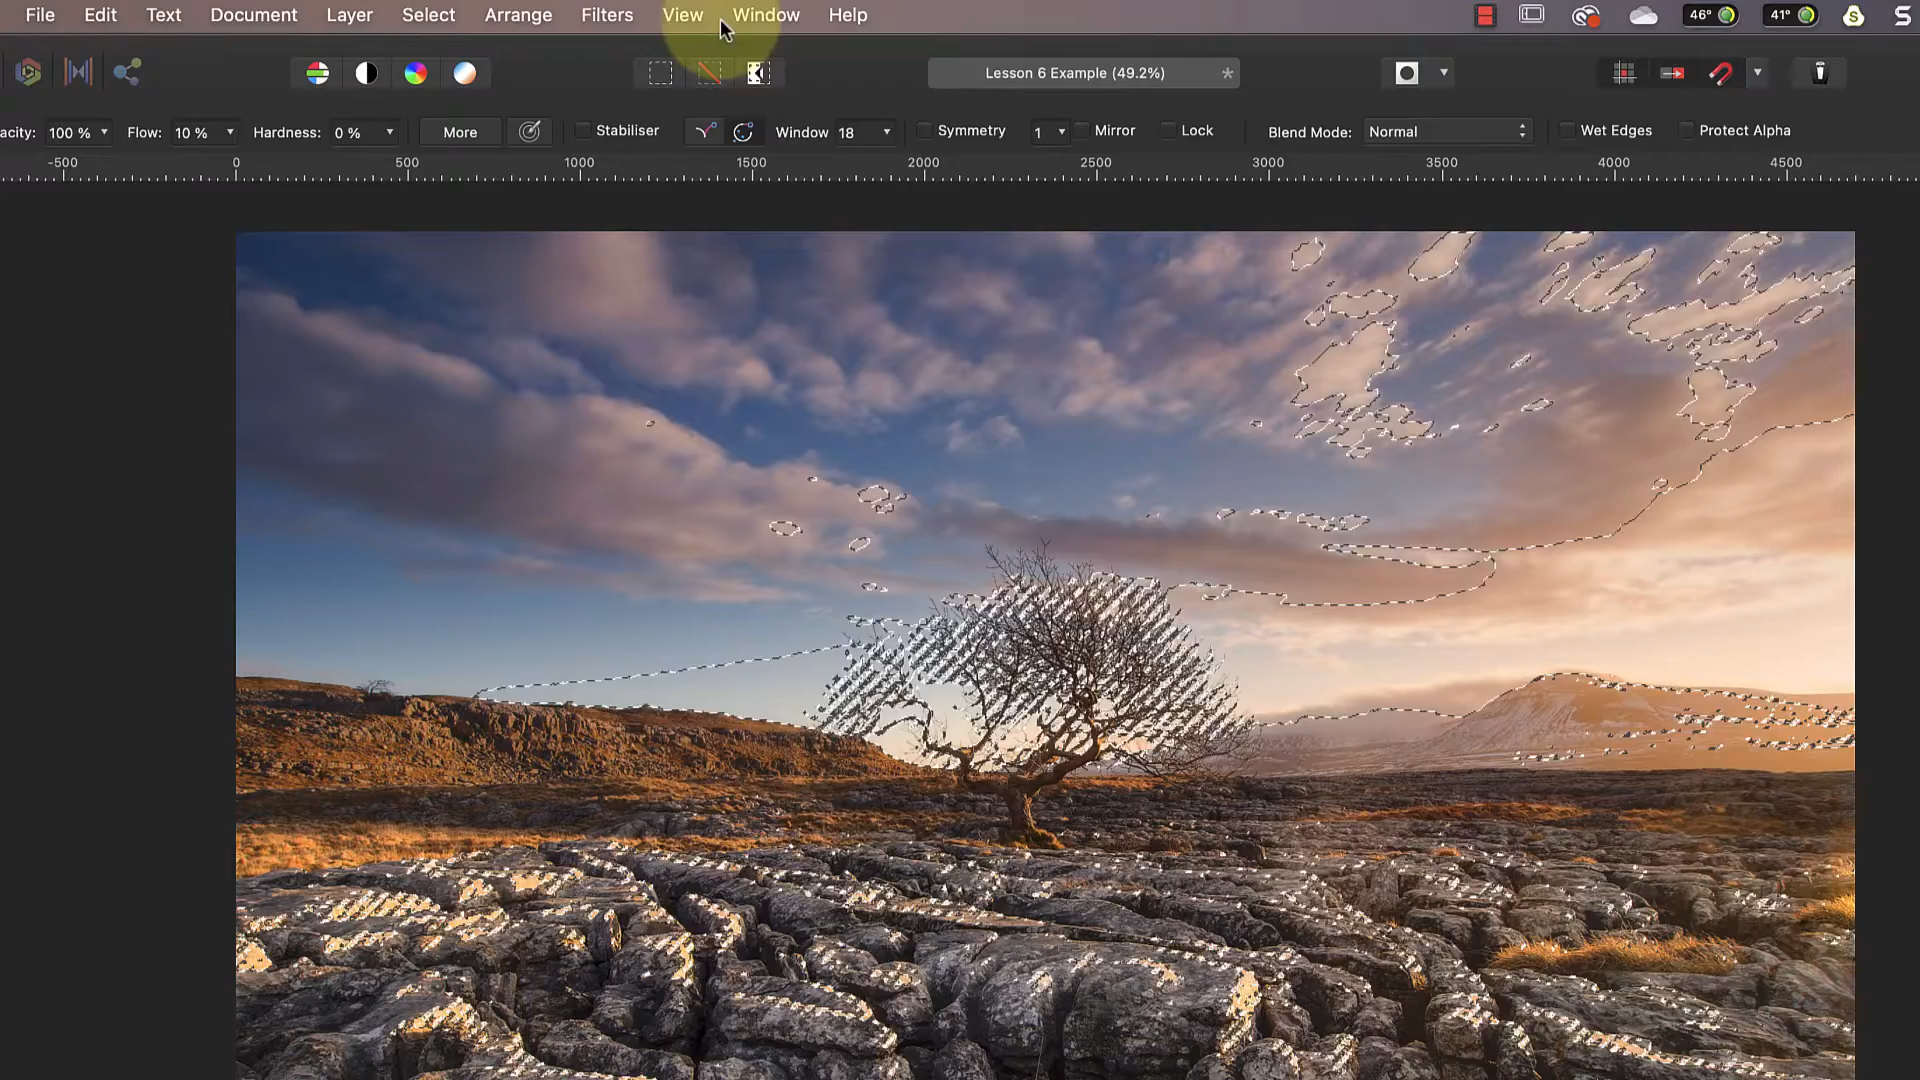 File Edit Text Document Layer Select Arrange Filters View Window Help 46° 41°
Lesson 6 Example (49.2%) *
acity: 100 % Flow: 10 % Hardness: 0 % More Stabiliser Window 18 Symmetry 1 Mirror Lock Blend Mode: Normal Wet Edges Protect Alpha
-500 0 500 1000 1500 2000 2500 3000 3500 4000 4500